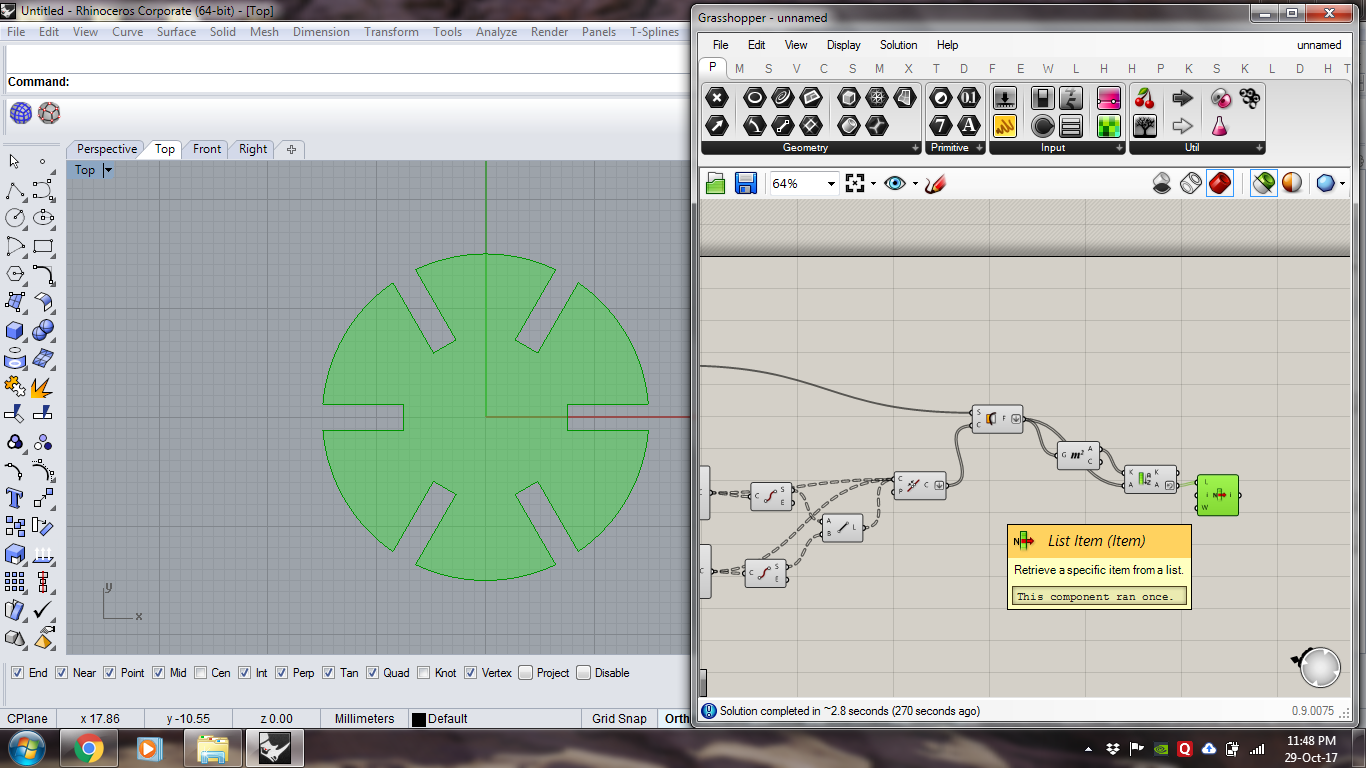 Untitled - Rhinoceros Corporate (64-bit) - [Top]
File Edit View Curve Surface Solid Mesh Dimension Transform Tools Analyze Render Panels T-Splines
Command:
Perspective Top Front Right
Top
y
x
End Near Point Mid Cen Int Perp Tan Quad Knot Vertex Project Disable
CPlane x 17.86 y -10.55 z 0.00 Millimeters Default Grid Snap Orth
Grasshopper - unnamed
File Edit View Display Solution Help unnamed
P M S V C S M X T D F E W L H H P K S K L D H T
0.1
7 A
Geometry Primitive Input Util
64%
S C F
G m² A C
K A K A
L i W N i
C P C
C S E
A B L
C S E
C
C
N List Item (Item)
Retrieve a specific item from a list.
This component ran once.
Solution completed in ~2.8 seconds (270 seconds ago) 0.9.0075
11:48 PM
29-Oct-17